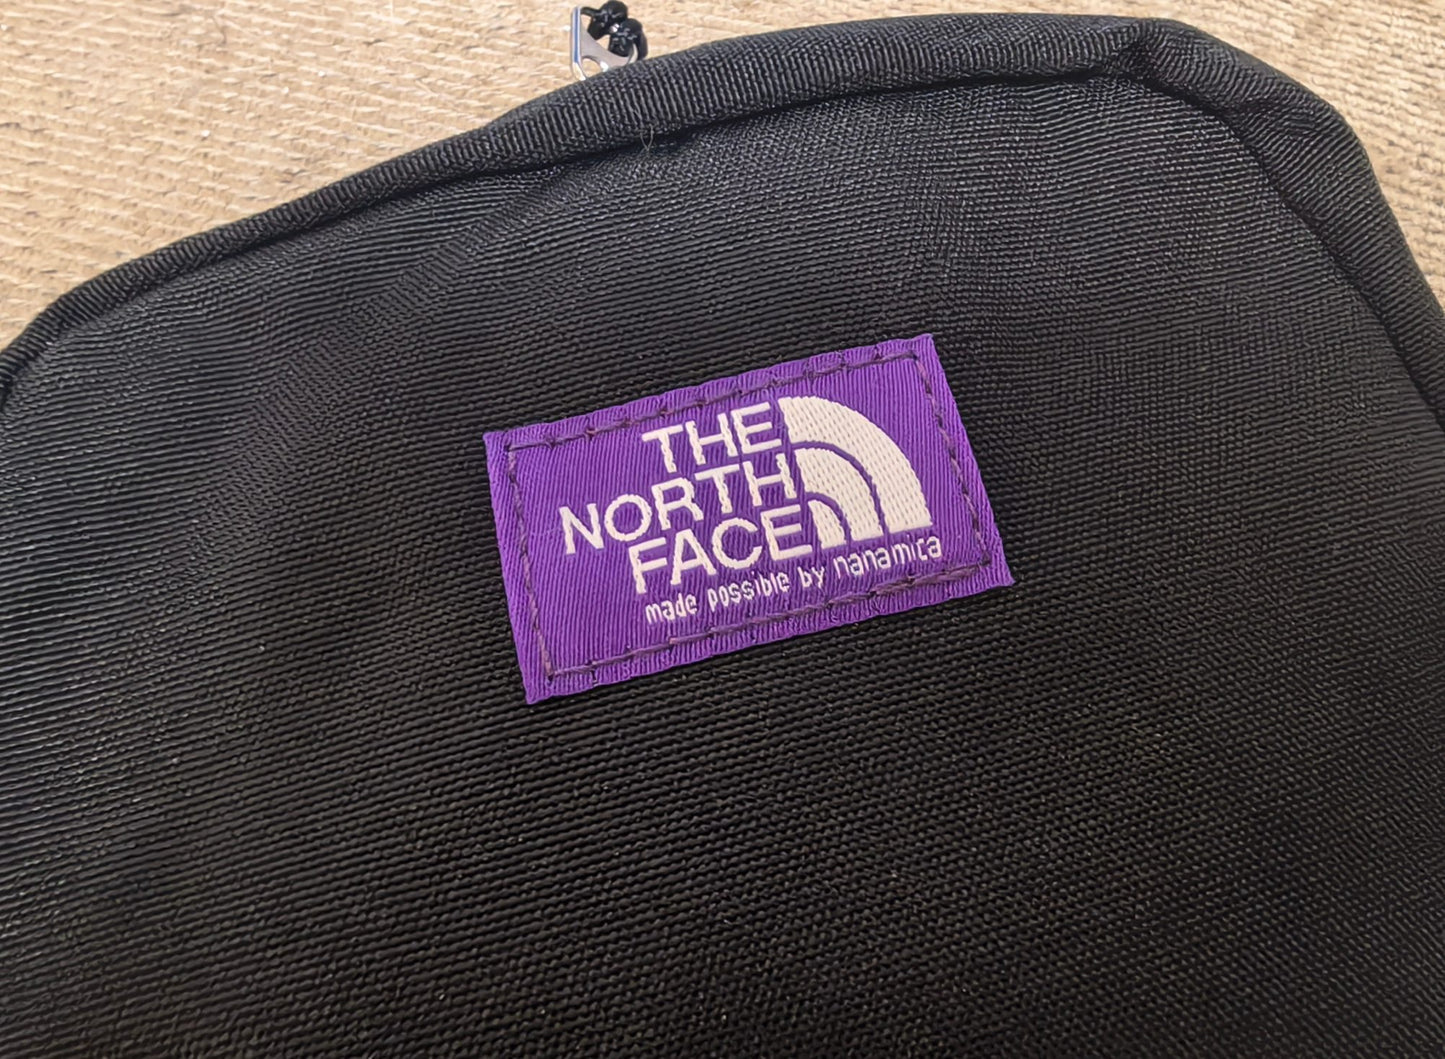 THE
NORTH
FACE
made possible by nanamica